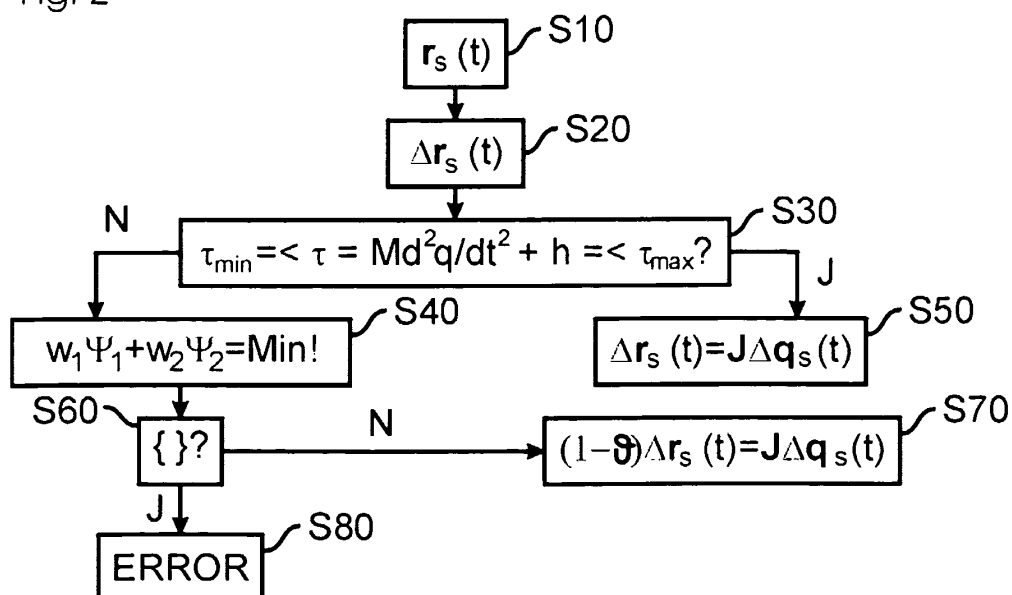 Fig. 2
r_s (t)
S10
Δr_s (t)
S20
N
τ_min =< τ = Md²q/dt² + h =< τ_max?
S30
J
w₁Ψ₁+w₂Ψ₂=Min!
S40
Δr_s (t)=JΔq_s(t)
S50
S60
{ }?
N
(1−ϑ)Δr_s (t)=JΔq_s(t)
S70
J
ERROR
S80